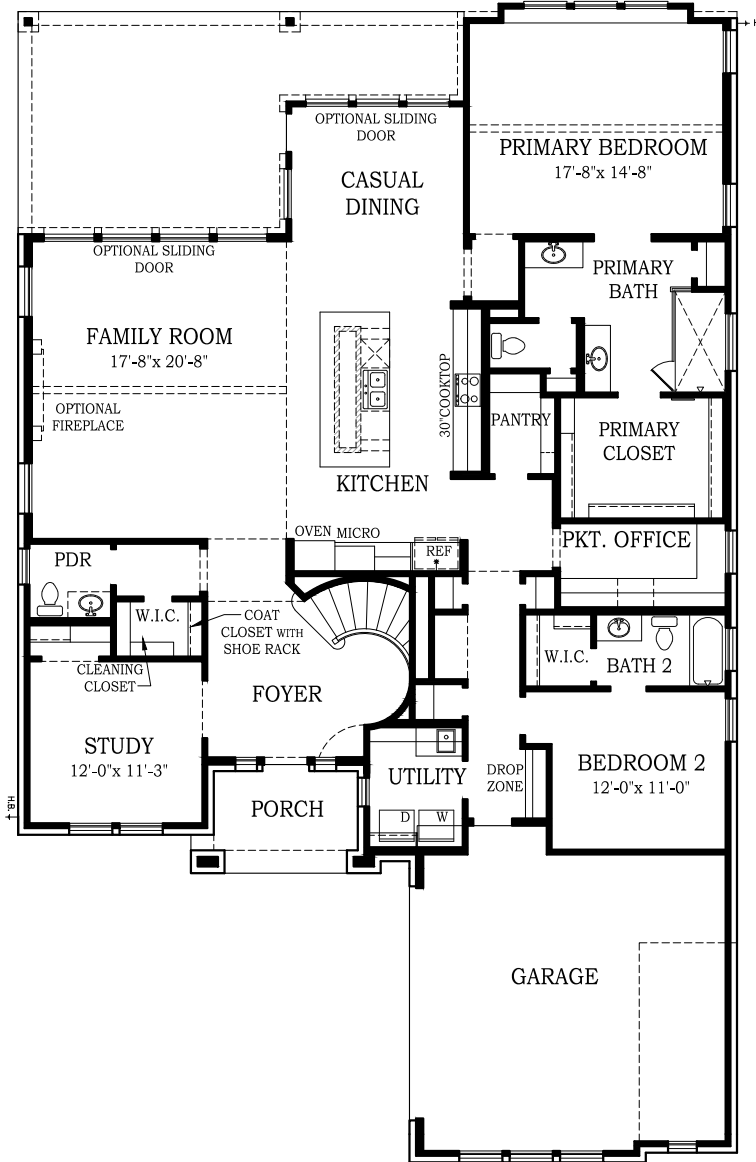 H
OPTIONAL SLIDING
DOOR
PRIMARY BEDROOM
17'-8"x 14'-8"
CASUAL
DINING
OPTIONAL SLIDING
DOOR
PRIMARY
BATH
FAMILY ROOM
17'-8"x 20'-8"
OPTIONAL
FIREPLACE
30"COOKTOP
PANTRY
PRIMARY
CLOSET
KITCHEN
OVEN
MICRO
REF
PKT. OFFICE
PDR
W.I.C.
COAT
CLOSET WITH
SHOE RACK
CLEANING
CLOSET
W.I.C.
BATH 2
FOYER
STUDY
12'-0"x 11'-3"
UTILITY
DROP
ZONE
BEDROOM 2
12'-0"x 11'-0"
H.B.
PORCH
D
W
GARAGE